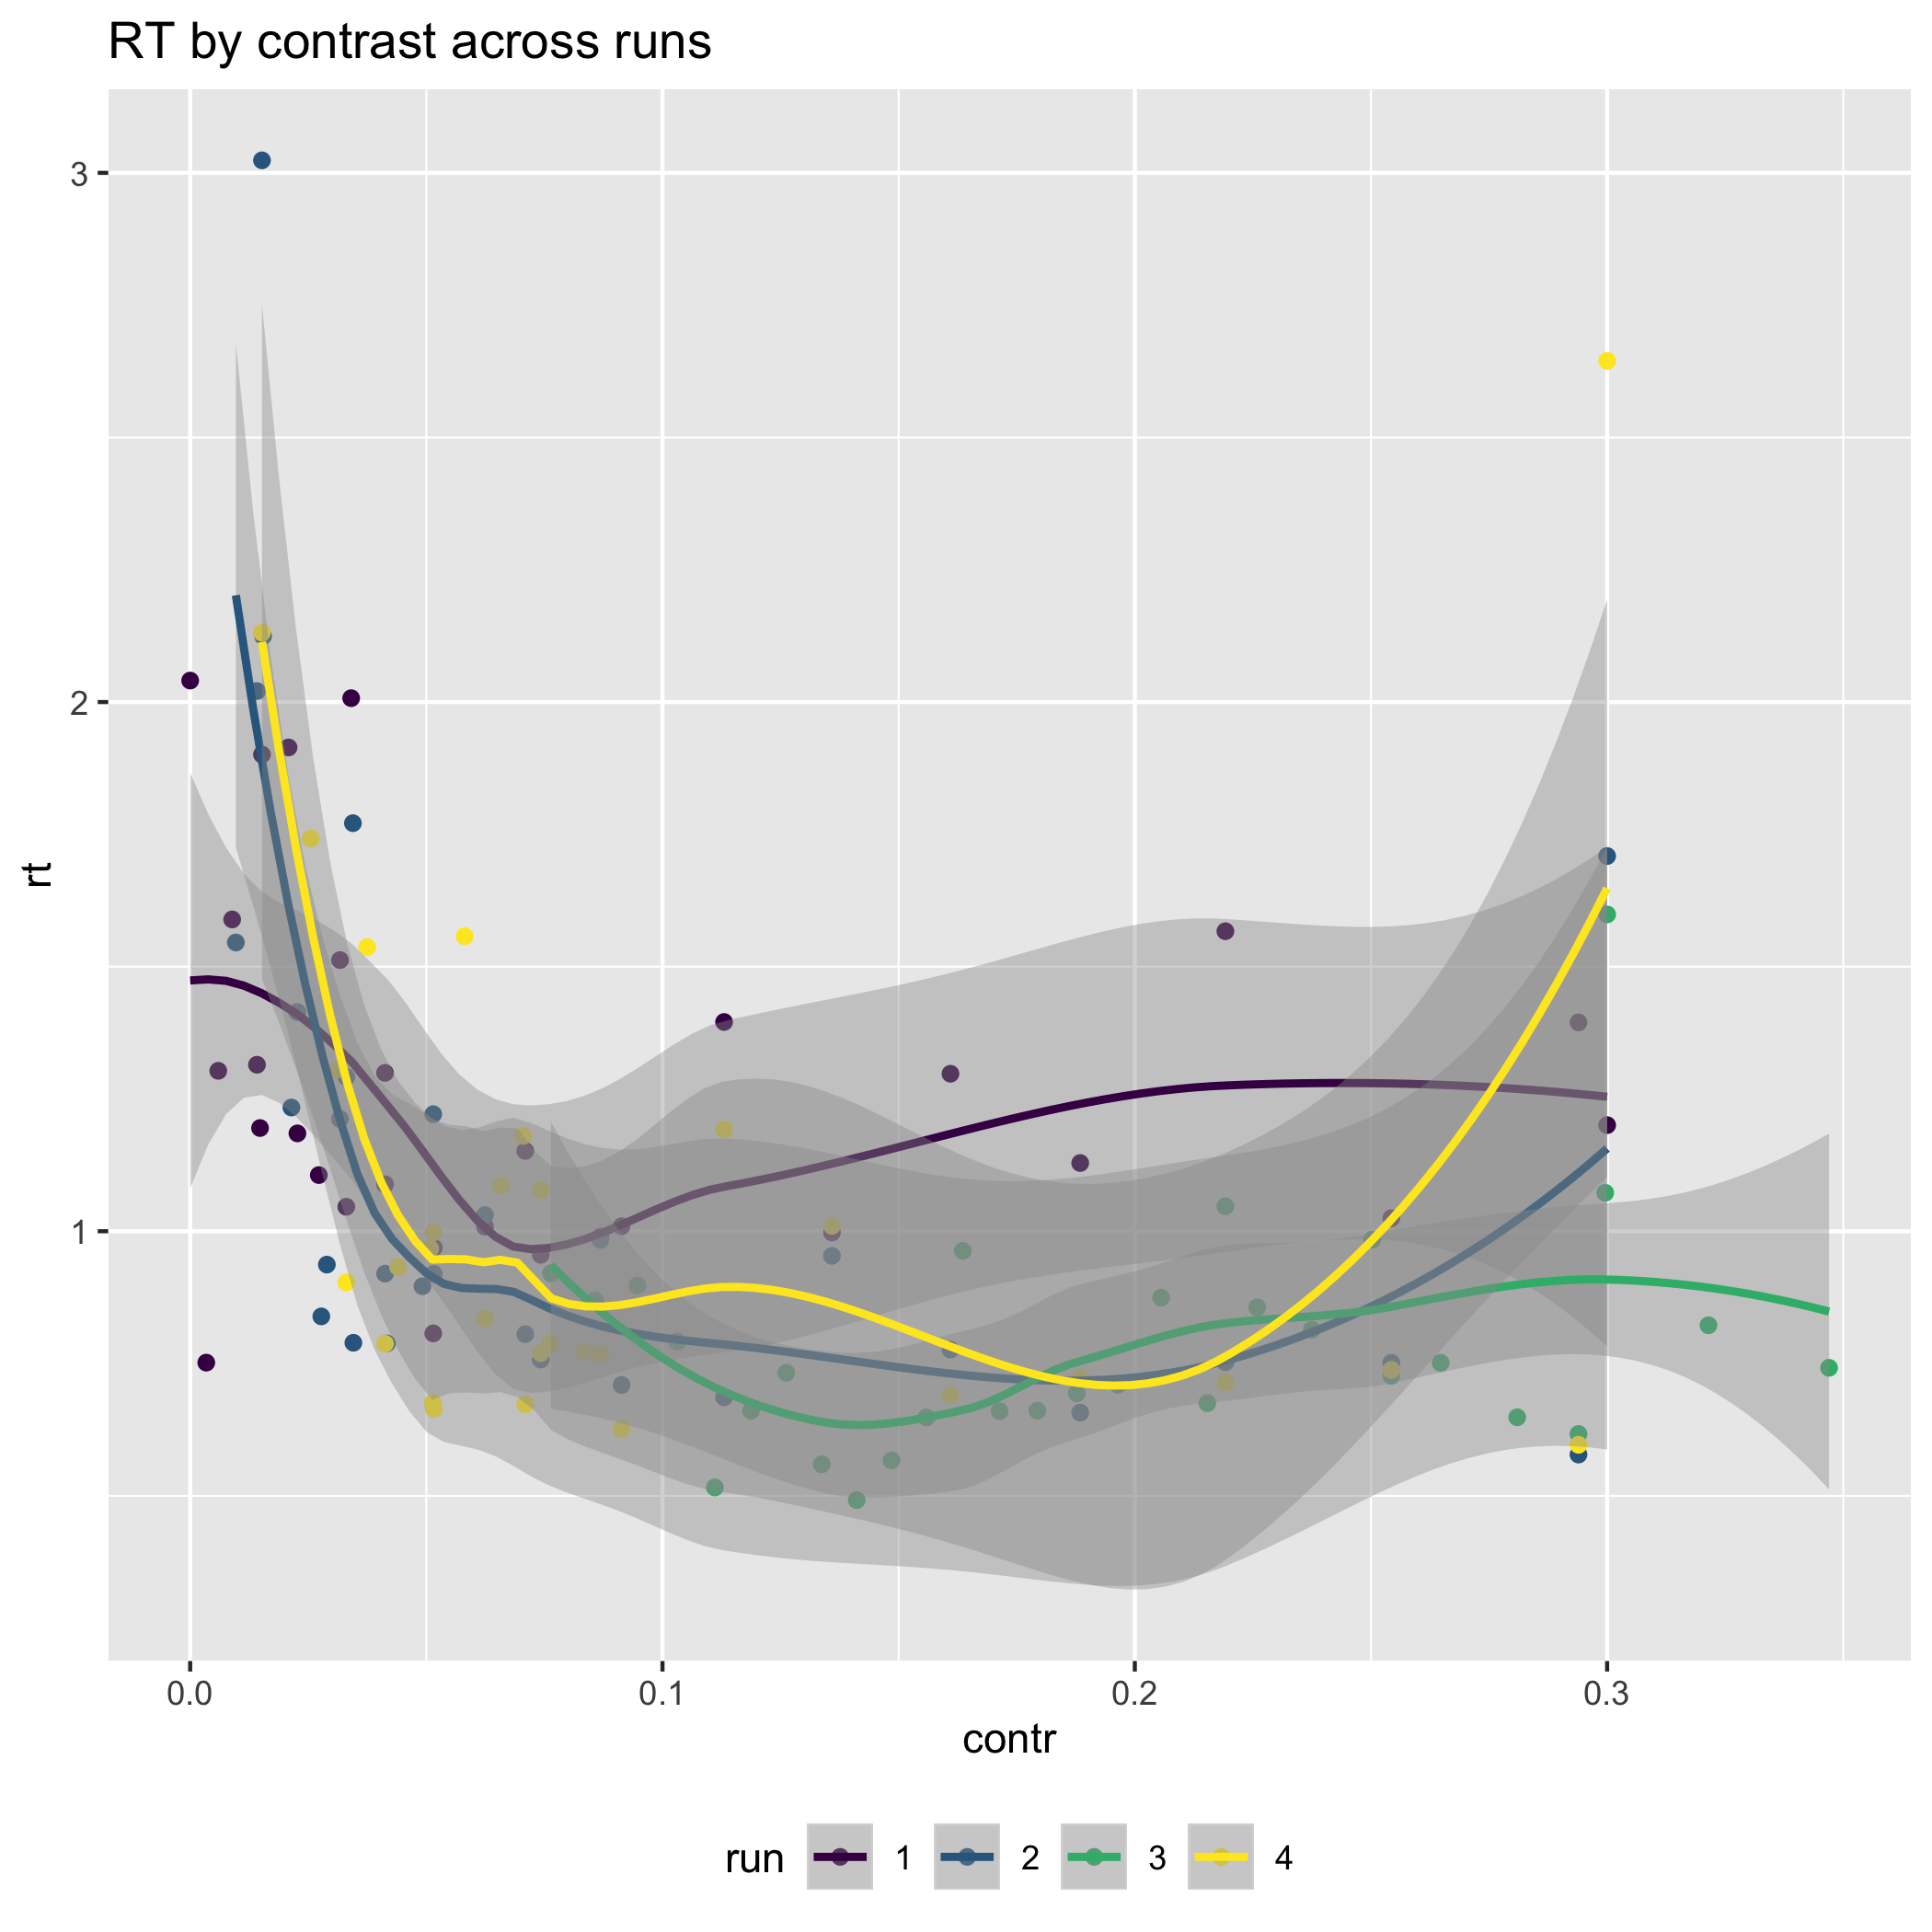 RT by contrast across runs
3
2
1
rt
0.0 0.1 0.2 0.3
contr
run 1 2 3 4